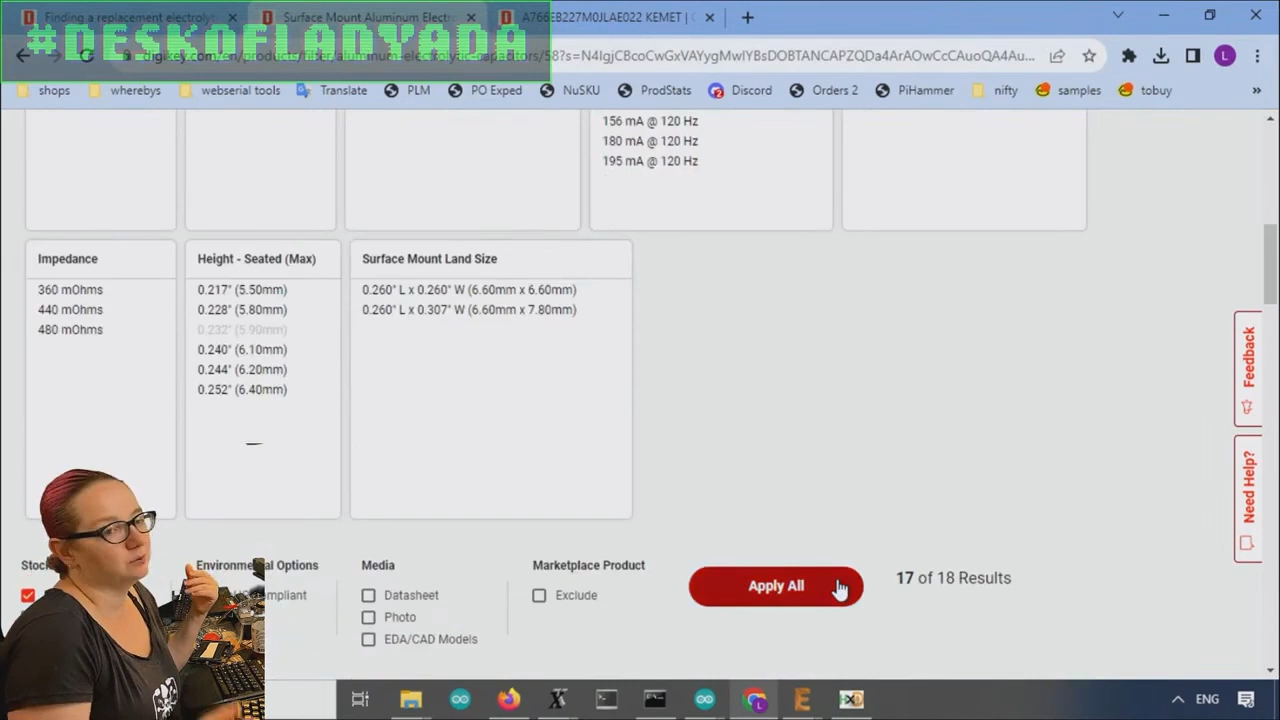 Finding a replacement electrolyt
Surface Mount Aluminum Electro
A766EB227M0JLAE022 KEMET | C
#DESKOFLADYADA
shops
wherebys
webserial tools
Translate
PLM
PO Exped
NuSKU
ProdStats
Discord
Orders 2
PiHammer
nifty
samples
tobuy
»
156 mA @ 120 Hz
180 mA @ 120 Hz
195 mA @ 120 Hz
Impedance
360 mOhms
440 mOhms
480 mOhms
Height - Seated (Max)
0.217" (5.50mm)
0.228" (5.80mm)
0.232" (5.90mm)
0.240" (6.10mm)
0.244" (6.20mm)
0.252" (6.40mm)
Surface Mount Land Size
0.260" L x 0.260" W (6.60mm x 6.60mm)
0.260" L x 0.307" W (6.60mm x 7.80mm)
Feedback
Need Help?
Stock
Environmental Options
Media
Datasheet
Photo
EDA/CAD Models
Marketplace Product
Exclude
Apply All
17 of 18 Results
ENG